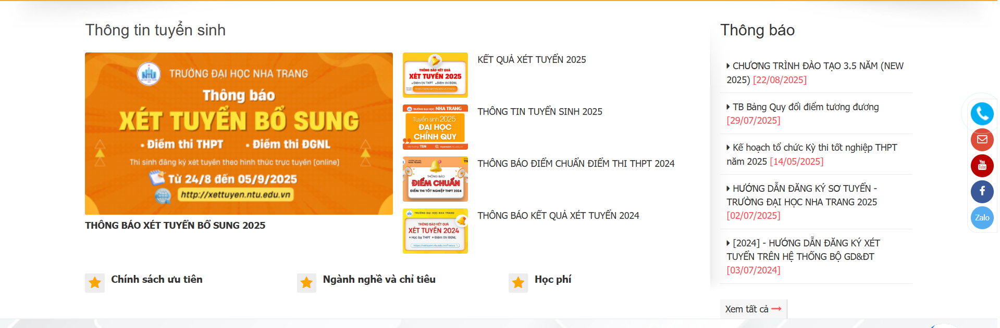 Thông tin tuyển sinh
NTU
TRƯỜNG ĐẠI HỌC NHA TRANG
Thông báo
XÉT TUYỂN BỔ SUNG
• Điểm thi THPT • Điểm thi ĐGNL
Thí sinh đăng ký xét tuyển theo hình thức trực tuyến (online)
Từ 24/8 đến 05/9/2025
http://xettuyen.ntu.edu.vn
THÔNG BÁO XÉT TUYỂN BỔ SUNG 2025
THÔNG BÁO KẾT QUẢ
XÉT TUYỂN 2025
• Điểm thi THPT • Điểm thi ĐGNL
KẾT QUẢ XÉT TUYỂN 2025
TRƯỜNG ĐẠI HỌC NHA TRANG
Tuyển sinh 2025
ĐẠI HỌC
CHÍNH QUY
TSN
THÔNG TIN TUYỂN SINH 2025
NHA TRANG
THÔNG BÁO
ĐIỂM CHUẨN
ĐIỂM THI TỐT NGHIỆP THPT 2024
THÔNG BÁO ĐIỂM CHUẨN ĐIỂM THI THPT 2024
TRƯỜNG ĐẠI HỌC NHA TRANG
THÔNG BÁO KẾT QUẢ
XÉT TUYỂN 2024
• Học bạ THPT • Điểm thi ĐGNL
THÔNG BÁO KẾT QUẢ XÉT TUYỂN 2024
Chính sách ưu tiên
Ngành nghề và chỉ tiêu
Học phí
Thông báo
CHƯƠNG TRÌNH ĐÀO TẠO 3.5 NĂM (NEW
2025) [22/08/2025]
TB Bảng Quy đổi điểm tương đương
[29/07/2025]
Kế hoạch tổ chức Kỳ thi tốt nghiệp THPT
năm 2025 [14/05/2025]
HƯỚNG DẪN ĐĂNG KÝ SƠ TUYỂN -
TRƯỜNG ĐẠI HỌC NHA TRANG 2025
[02/07/2025]
[2024] - HƯỚNG DẪN ĐĂNG KÝ XÉT
TUYỂN TRÊN HỆ THỐNG BỘ GD&ĐT
[03/07/2024]
Xem tất cả
You
Tube
Zalo